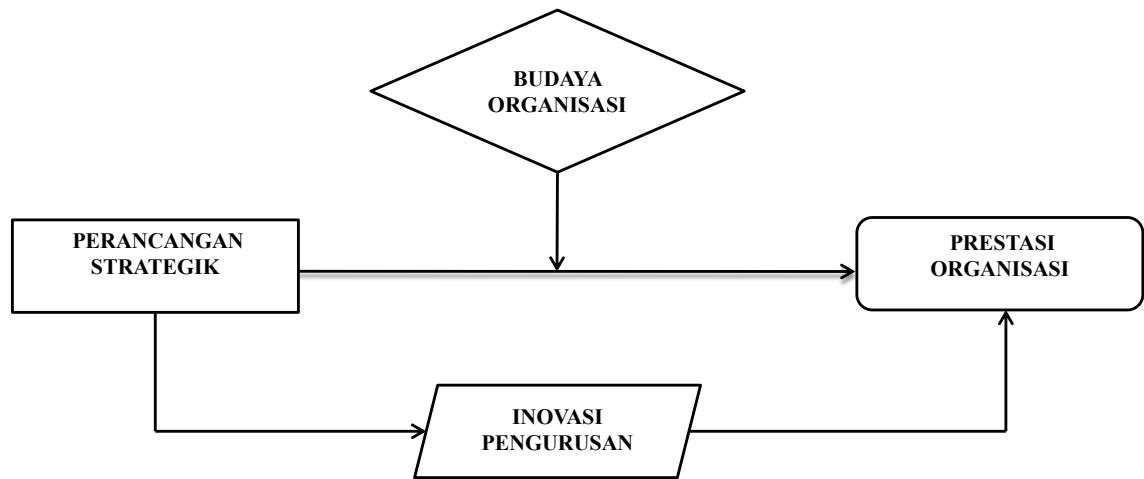 BUDAYA
ORGANISASI
PERANCANGAN
STRATEGIK
PRESTASI
ORGANISASI
INOVASI
PENGURUSAN